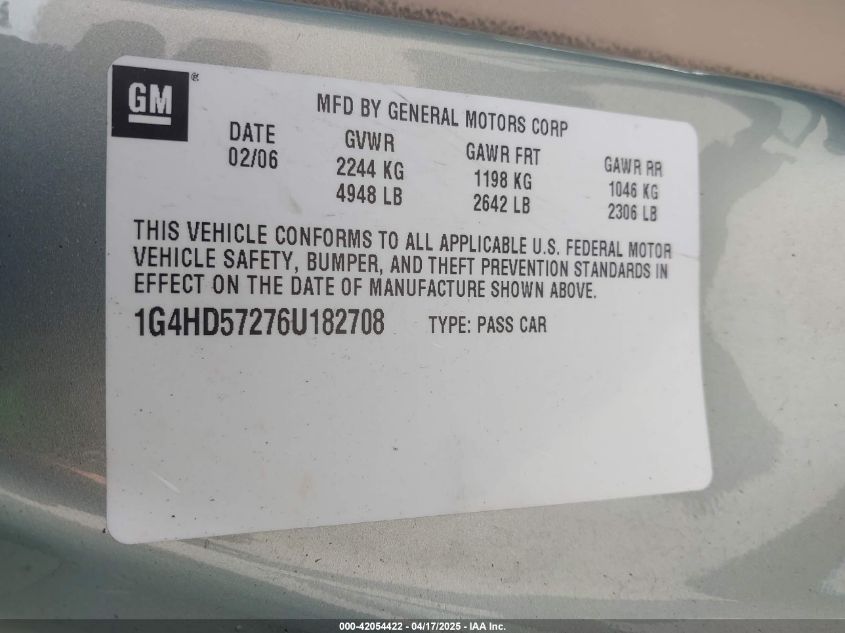 GM®
MFD BY GENERAL MOTORS CORP
DATE GVWR GAWR FRT GAWR RR
02/06 2244 KG 1198 KG 1046 KG
4948 LB 2642 LB 2306 LB
THIS VEHICLE CONFORMS TO ALL APPLICABLE U.S. FEDERAL MOTOR
VEHICLE SAFETY, BUMPER, AND THEFT PREVENTION STANDARDS IN
EFFECT ON THE DATE OF MANUFACTURE SHOWN ABOVE.
1G4HD57276U182708 TYPE: PASS CAR
000-42054422 - 04/17/2025 - IAA Inc.